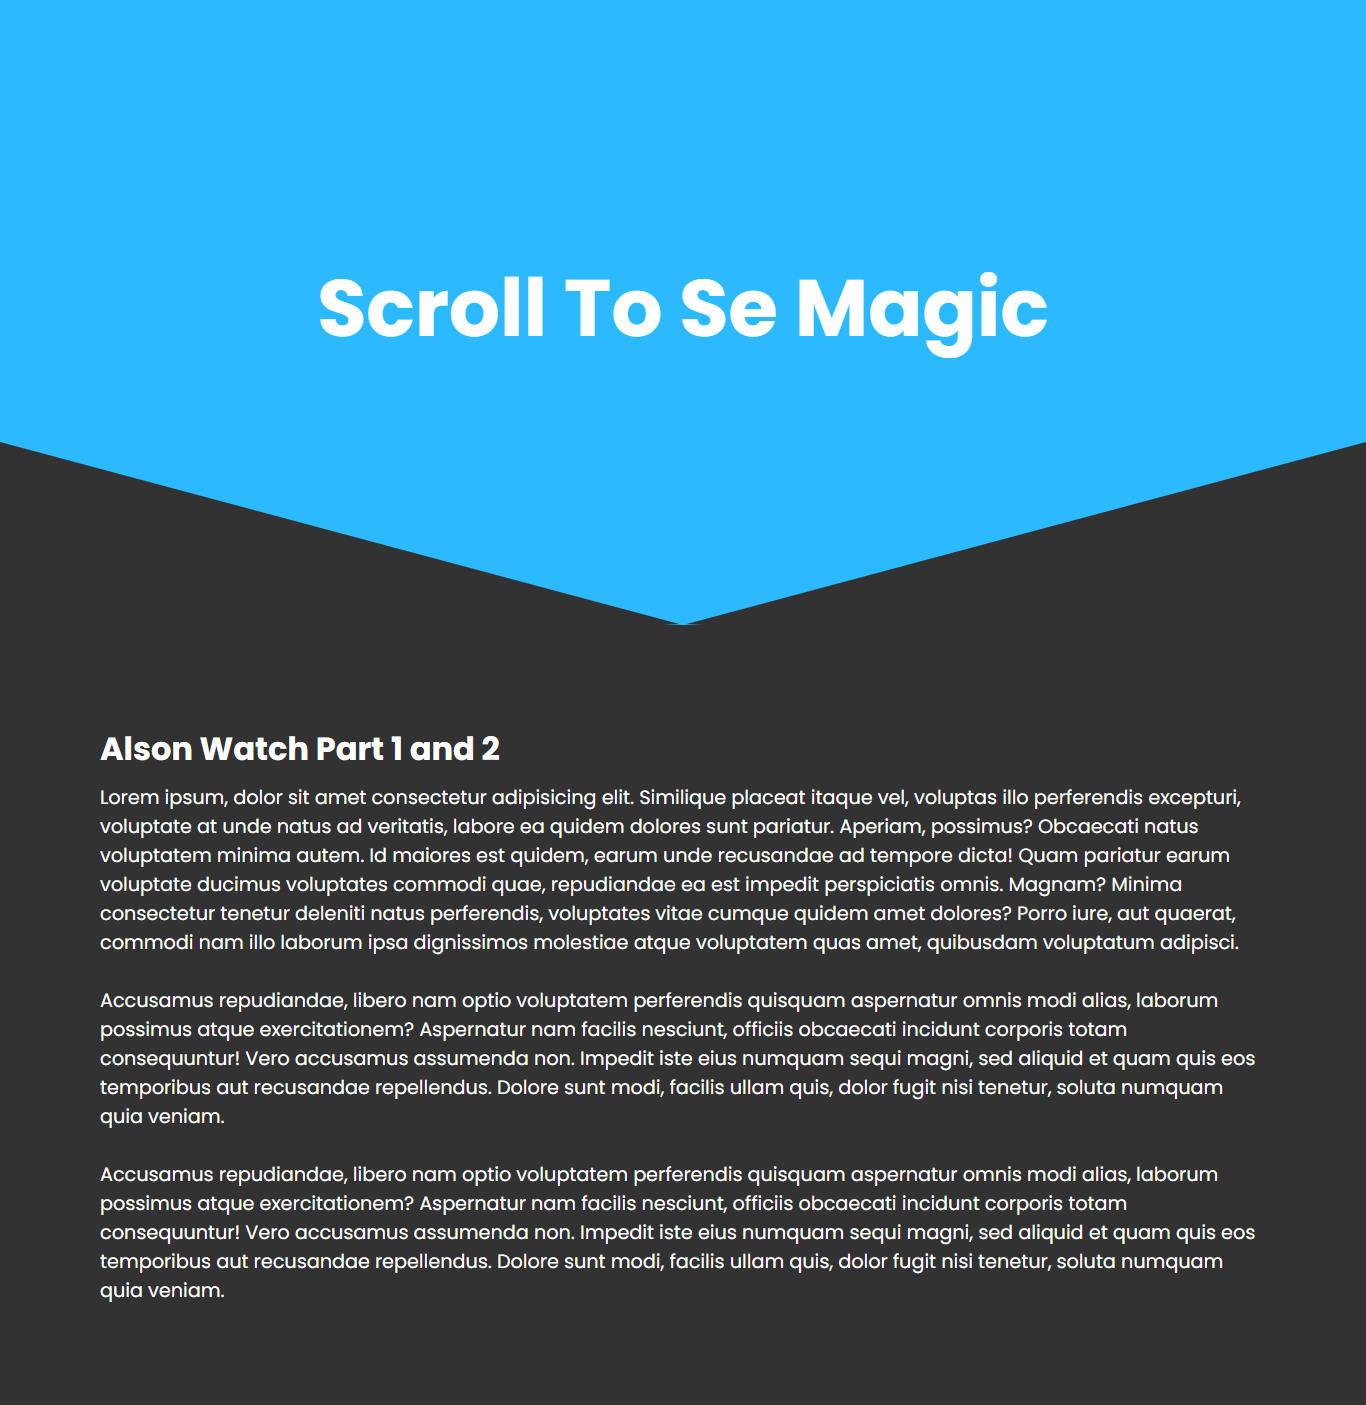 Scroll To Se Magic
Alson Watch Part 1 and 2
Lorem ipsum, dolor sit amet consectetur adipisicing elit. Similique placeat itaque vel, voluptas illo perferendis excepturi,
voluptate at unde natus ad veritatis, labore ea quidem dolores sunt pariatur. Aperiam, possimus? Obcaecati natus
voluptatem minima autem. Id maiores est quidem, earum unde recusandae ad tempore dicta! Quam pariatur earum
voluptate ducimus voluptates commodi quae, repudiandae ea est impedit perspiciatis omnis. Magnam? Minima
consectetur tenetur deleniti natus perferendis, voluptates vitae cumque quidem amet dolores? Porro iure, aut quaerat,
commodi nam illo laborum ipsa dignissimos molestiae atque voluptatem quas amet, quibusdam voluptatum adipisci.
Accusamus repudiandae, libero nam optio voluptatem perferendis quisquam aspernatur omnis modi alias, laborum
possimus atque exercitationem? Aspernatur nam facilis nesciunt, officiis obcaecati incidunt corporis totam
consequuntur! Vero accusamus assumenda non. Impedit iste eius numquam sequi magni, sed aliquid et quam quis eos
temporibus aut recusandae repellendus. Dolore sunt modi, facilis ullam quis, dolor fugit nisi tenetur, soluta numquam
quia veniam.
Accusamus repudiandae, libero nam optio voluptatem perferendis quisquam aspernatur omnis modi alias, laborum
possimus atque exercitationem? Aspernatur nam facilis nesciunt, officiis obcaecati incidunt corporis totam
consequuntur! Vero accusamus assumenda non. Impedit iste eius numquam sequi magni, sed aliquid et quam quis eos
temporibus aut recusandae repellendus. Dolore sunt modi, facilis ullam quis, dolor fugit nisi tenetur, soluta numquam
quia veniam.